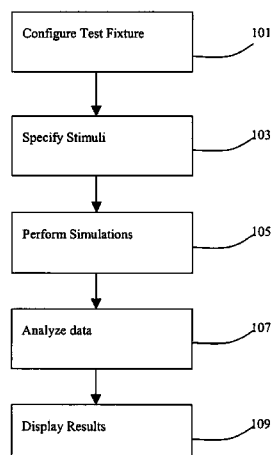 Configure Test Fixture
101
Specify Stimuli
103
Perform Simulations
105
Analyze data
107
Display Results
109